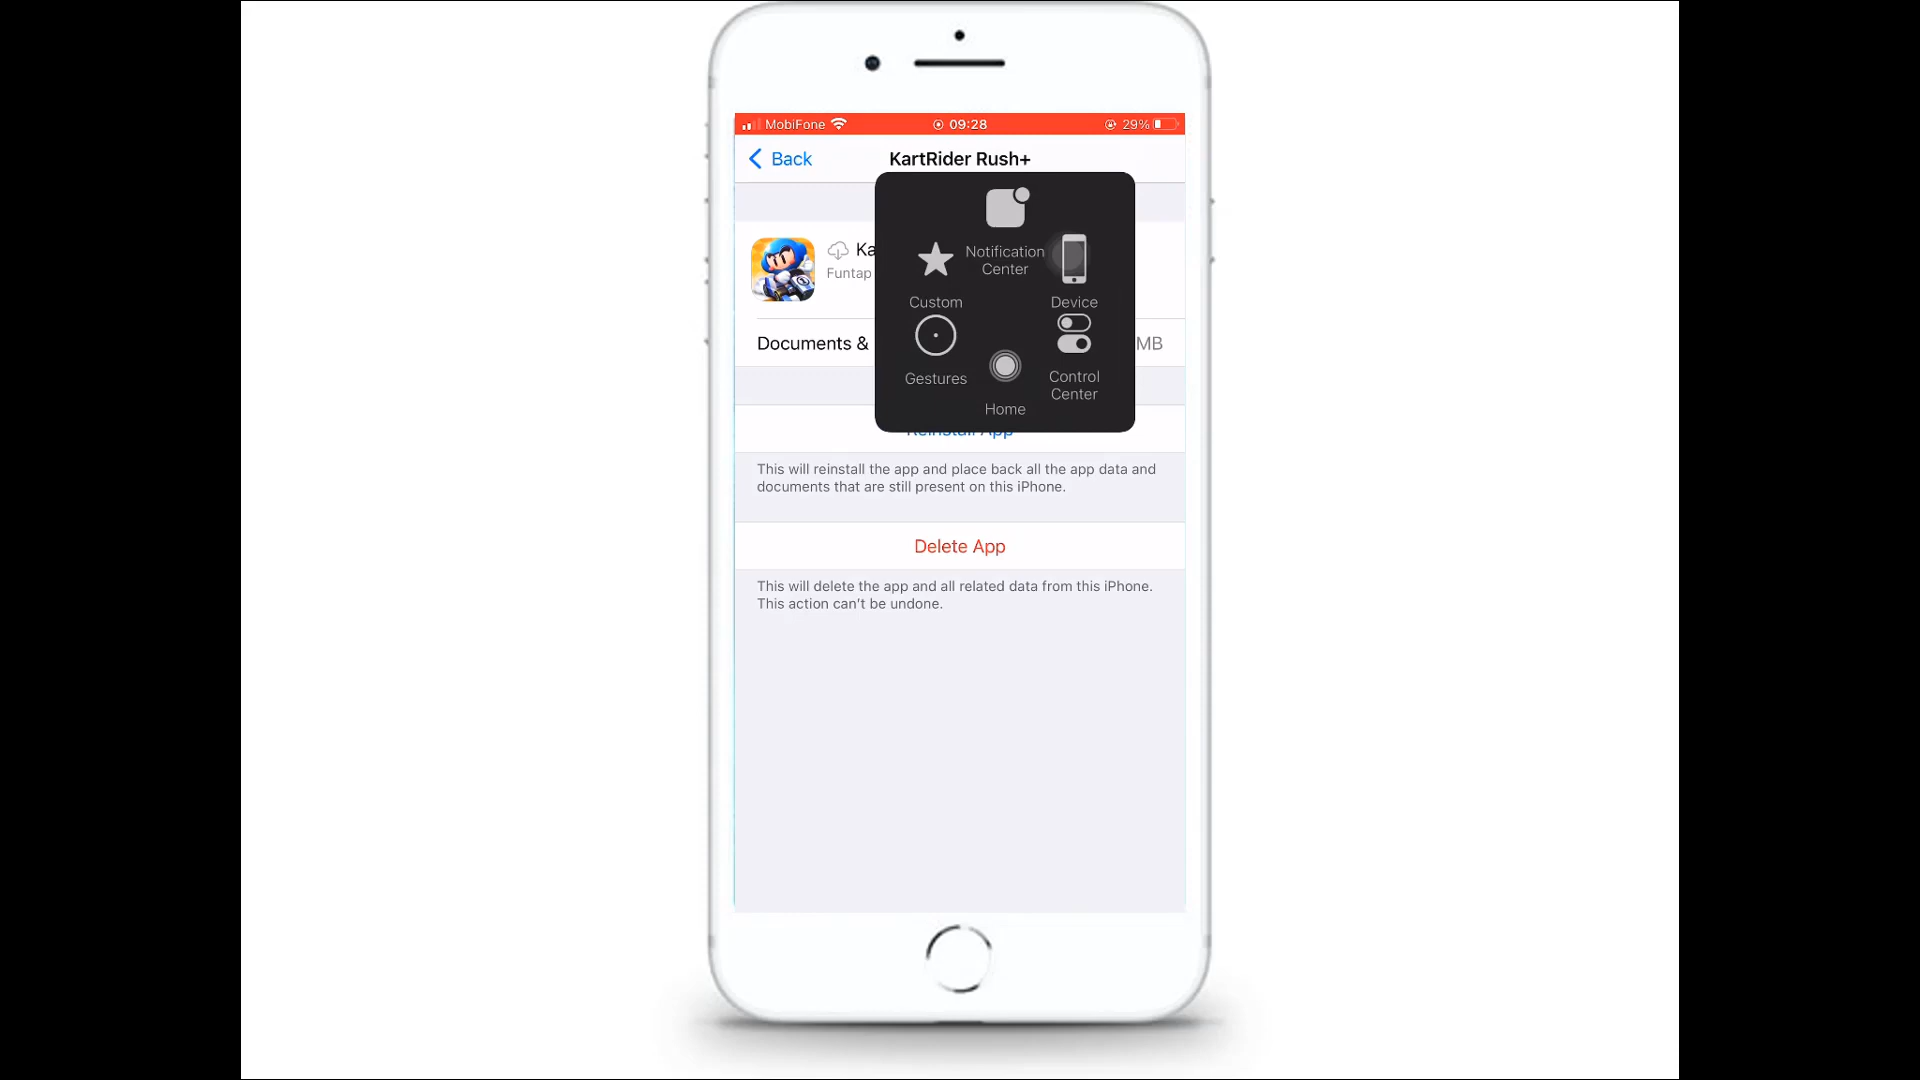 MobiFone 09:28 29%
Back KartRider Rush+
Notification
Center
Custom
Device
Ka
Funtap
Documents & MB
Gestures
Control
Center
Home
Reinstall App
This will reinstall the app and place back all the app data and
documents that are still present on this iPhone.
Delete App
This will delete the app and all related data from this iPhone.
This action can't be undone.